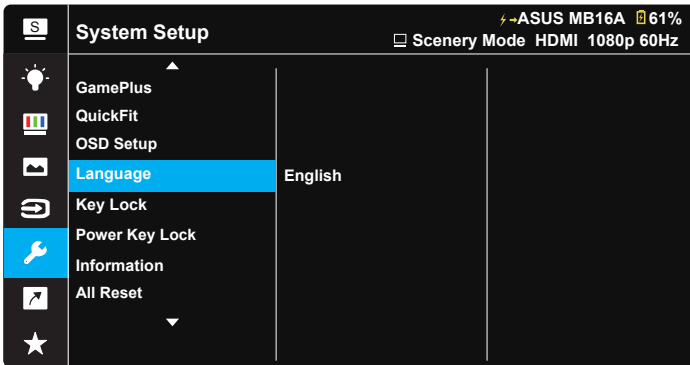 S
System Setup
ASUS MB16A 61%
Scenery Mode HDMI 1080p 60Hz
GamePlus
QuickFit
OSD Setup
Language English
Key Lock
Power Key Lock
Information
All Reset